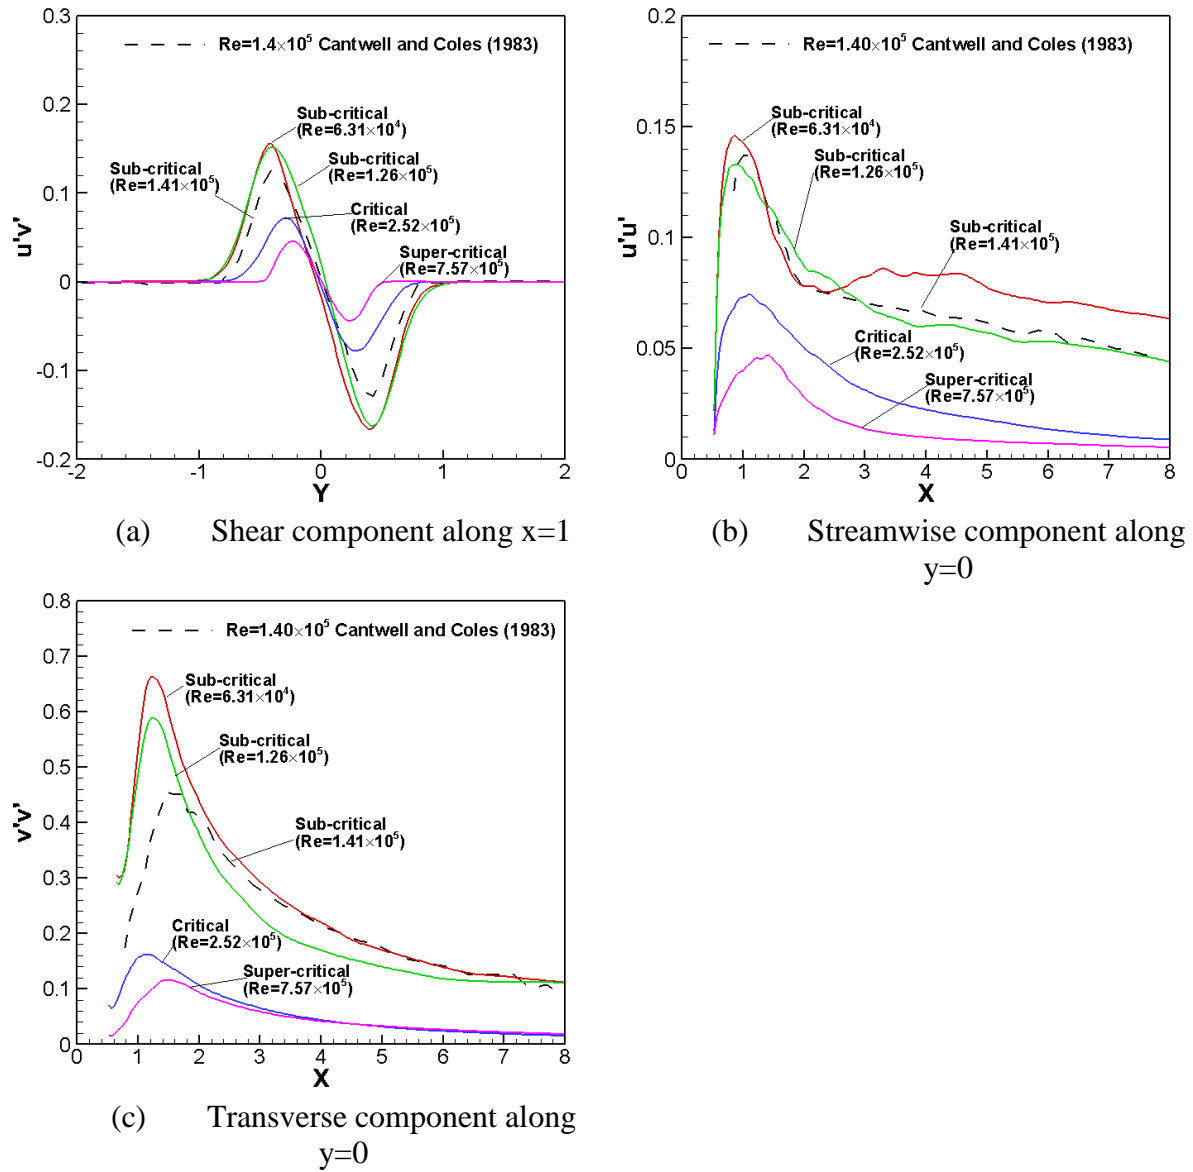 0.3
0.2
0.1
0
-0.1
-0.2
u'v'
Re=1.4×10⁵ Cantwell and Coles (1983)
Sub-critical
(Re=6.31×10⁴)
Sub-critical
(Re=1.41×10⁵)
Sub-critical
(Re=1.26×10⁵)
Critical
(Re=2.52×10⁵)
Super-critical
(Re=7.57×10⁵)
-2 -1 0 1 2
Y
(a) Shear component along x=1
0.2
0.15
0.1
0.05
0
u'u'
Re=1.40×10⁵ Cantwell and Coles (1983)
Sub-critical
(Re=6.31×10⁴)
Sub-critical
(Re=1.26×10⁵)
Sub-critical
(Re=1.41×10⁵)
Critical
(Re=2.52×10⁵)
Super-critical
(Re=7.57×10⁵)
0 1 2 3 4 5 6 7 8
X
(b) Streamwise component along
y=0
0.8
0.7
0.6
0.5
0.4
0.3
0.2
0.1
0
v'v'
Re=1.40×10⁵ Cantwell and Coles (1983)
Sub-critical
(Re=6.31×10⁴)
Sub-critical
(Re=1.26×10⁵)
Sub-critical
(Re=1.41×10⁵)
Critical
(Re=2.52×10⁵)
Super-critical
(Re=7.57×10⁵)
0 1 2 3 4 5 6 7 8
X
(c) Transverse component along
y=0